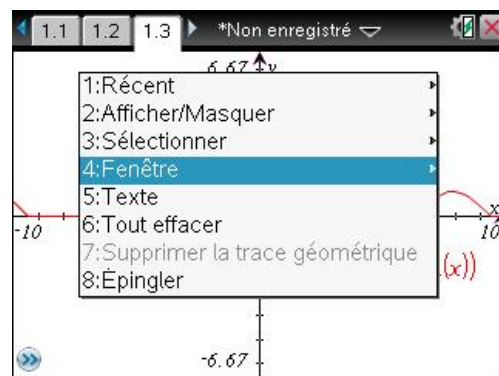 1.1 1.2 1.3 *Non enregistré
6.67 y
1:Récent
2:Afficher/Masquer
3:Sélectionner
4:Fenêtre
5:Texte
6:Tout effacer
7:Supprimer la trace géométrique
8:Épingler
x
-10 10
(x))
-6.67